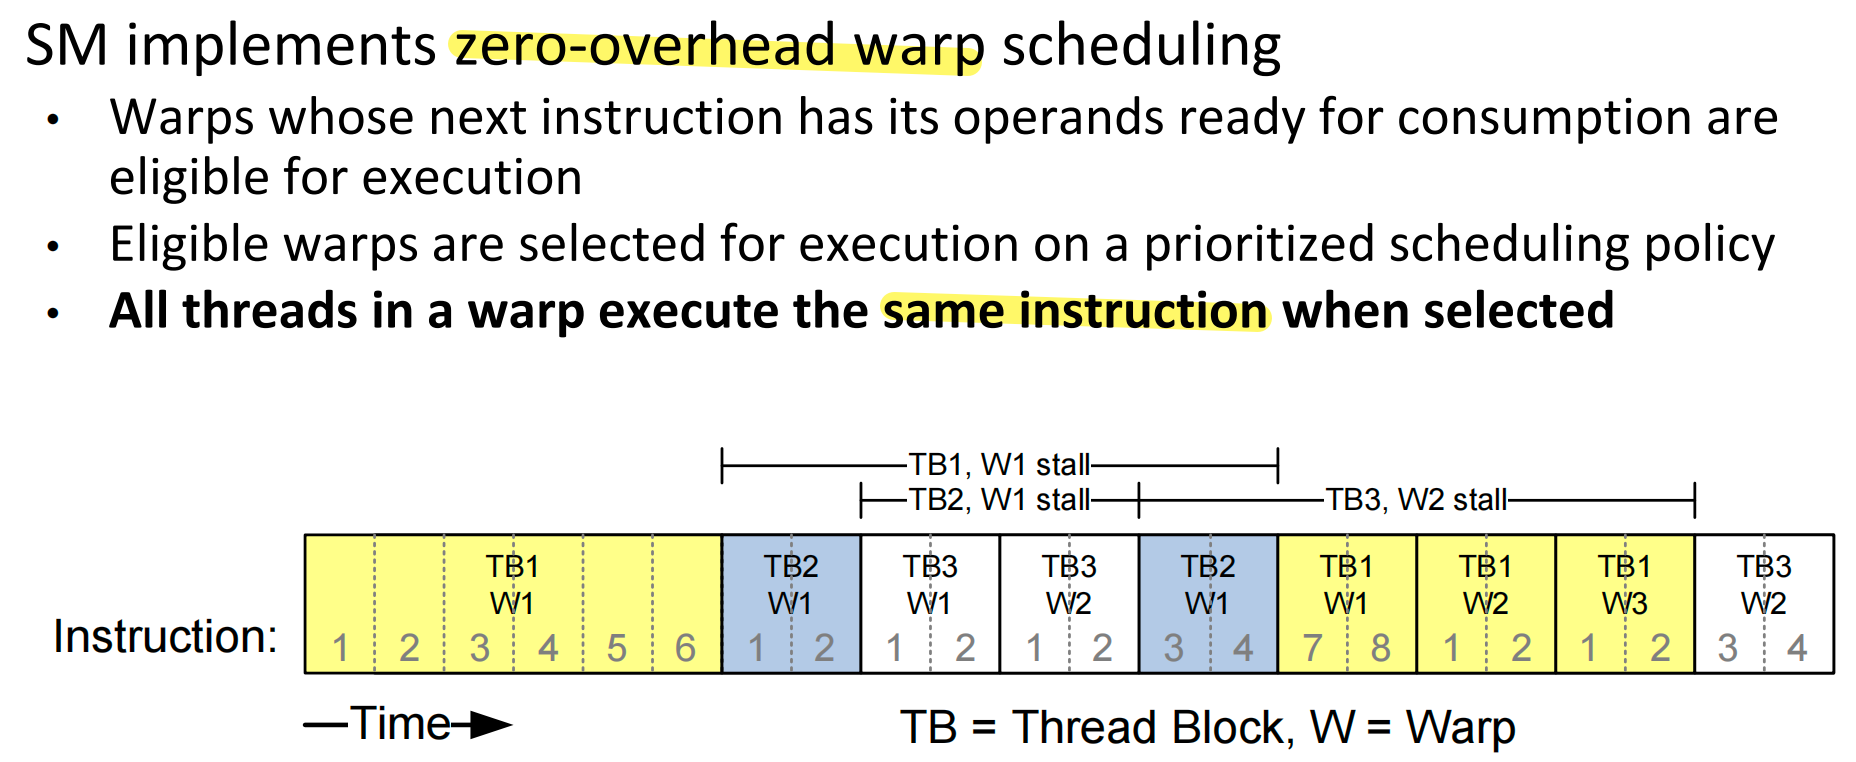 SM implements zero-overhead warp scheduling
• Warps whose next instruction has its operands ready for consumption are
eligible for execution
• Eligible warps are selected for execution on a prioritized scheduling policy
• All threads in a warp execute the same instruction when selected
TB1, W1 stall
TB2, W1 stall TB3, W2 stall
TB1 TB2 TB3 TB3 TB2 TB1 TB1 TB1 TB3
W1 W1 W1 W2 W1 W1 W2 W3 W2
Instruction: 1 2 3 4 5 6 1 2 1 2 1 2 3 4 7 8 1 2 1 2 3 4
Time
TB = Thread Block, W = Warp